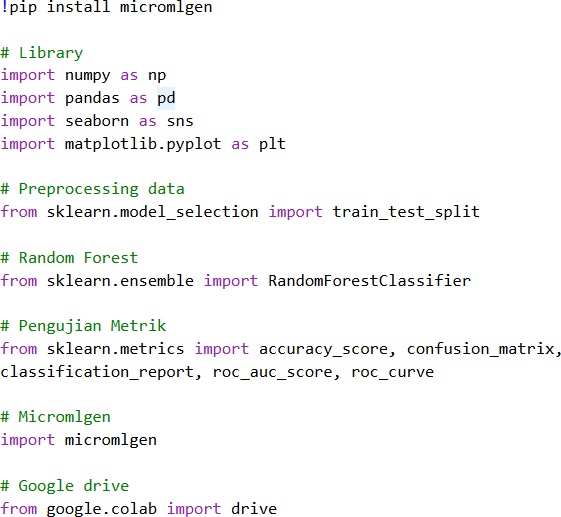 !pip install micromlgen
# Library
import numpy as np
import pandas as pd
import seaborn as sns
import matplotlib.pyplot as plt
# Preprocessing data
from sklearn.model_selection import train_test_split
# Random Forest
from sklearn.ensemble import RandomForestClassifier
# Pengujian Metrik
from sklearn.metrics import accuracy_score, confusion_matrix,
classification_report, roc_auc_score, roc_curve
# Micromlgen
import micromlgen
# Google drive
from google.colab import drive